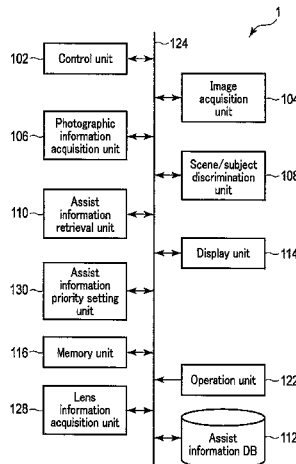 1
124
102
Control unit
Image
acquisition
unit
104
106
Photographic
information
acquisition unit
Scene/subject
discrimination
unit
108
110
Assist
information
retrieval unit
Display unit
114
130
Assist
information
priority setting
unit
116
Memory unit
Operation unit
122
128
Lens
information
acquisition unit
Assist
information DB
112